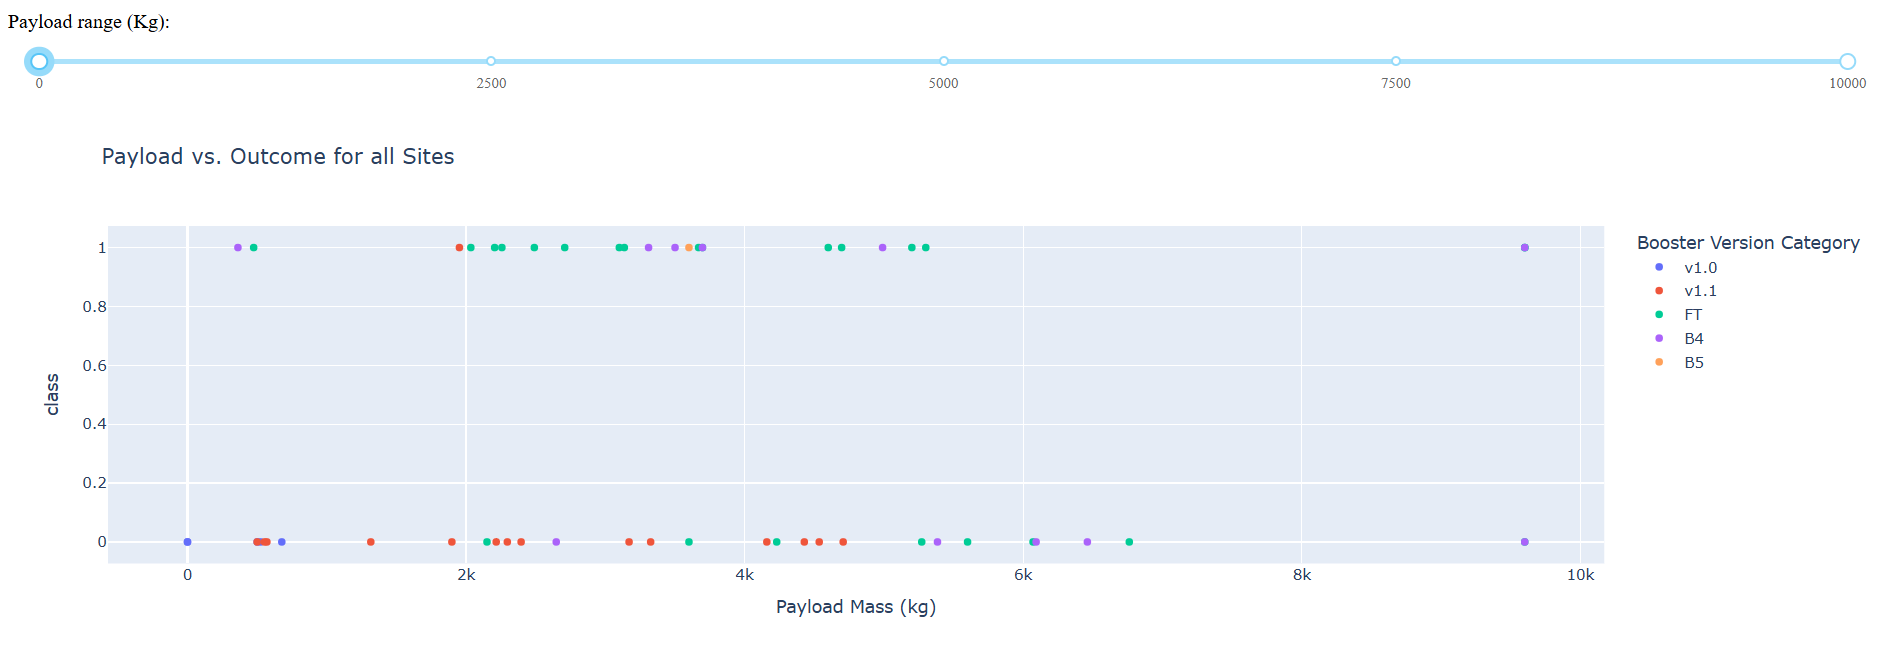 Payload range (Kg):
0 2500 5000 7500 10000
Payload vs. Outcome for all Sites
Booster Version Category
v1.0
v1.1
FT
B4
B5
class
1
0.8
0.6
0.4
0.2
0
0 2k 4k 6k 8k 10k
Payload Mass (kg)